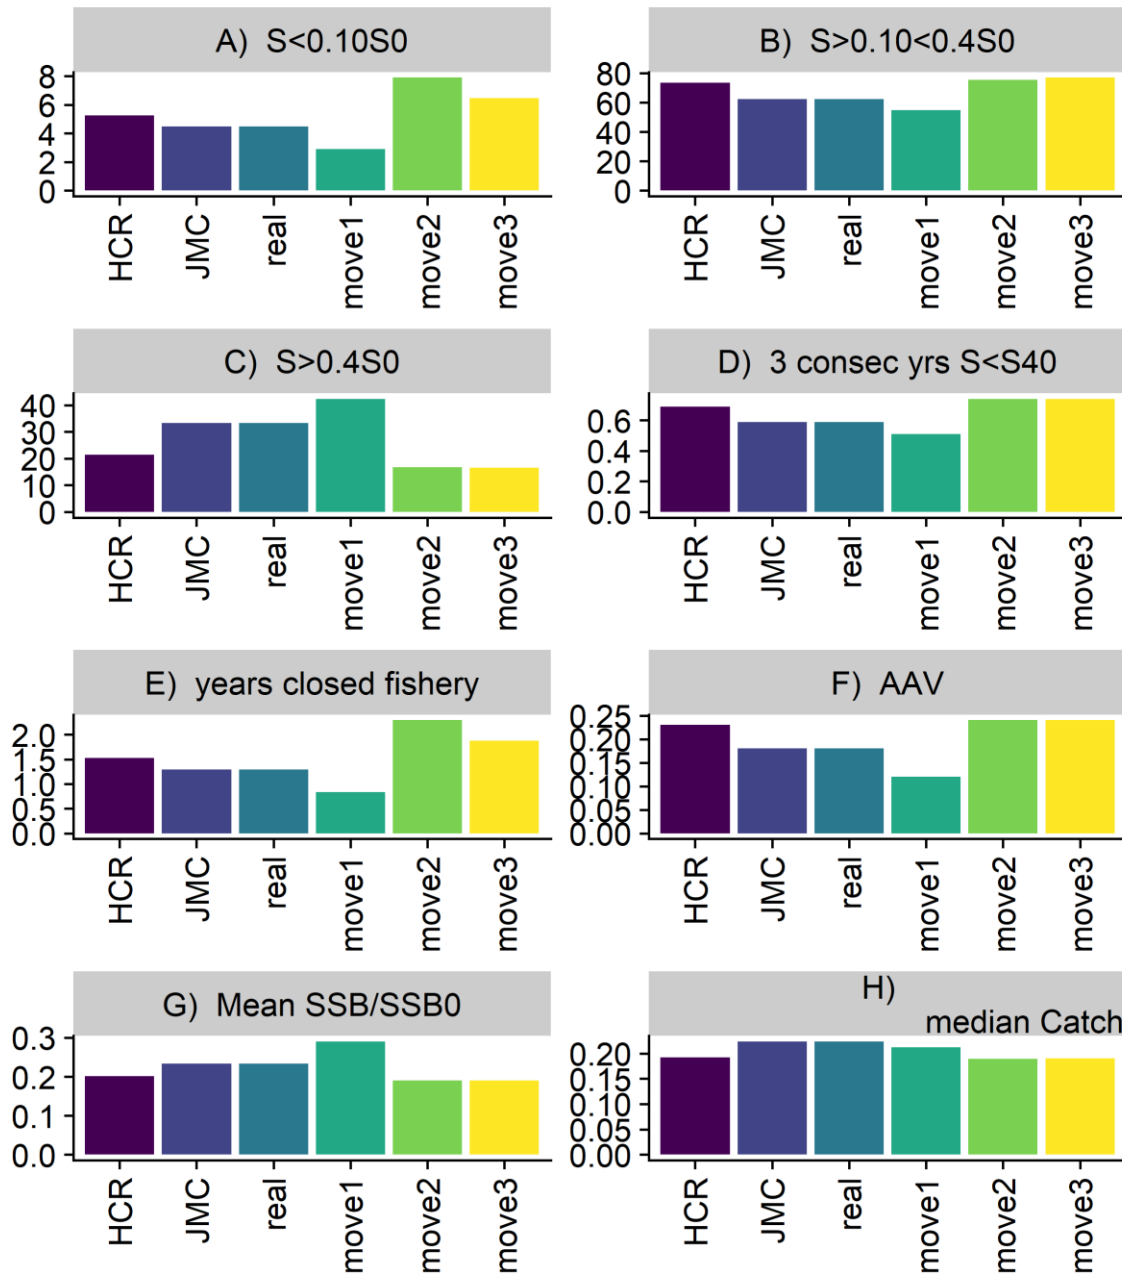 A)  S<0.10S0
8
6
4
2
0
HCR
JMC
real
move1
move2
move3
B)  S>0.10<0.4S0
80
60
40
20
0
HCR
JMC
real
move1
move2
move3
C)  S>0.4S0
40
30
20
10
0
HCR
JMC
real
move1
move2
move3
D)  3 consec yrs S<S40
0.6
0.4
0.2
0.0
HCR
JMC
real
move1
move2
move3
E)  years closed fishery
2.0
1.5
1.0
0.5
0.0
HCR
JMC
real
move1
move2
move3
F)  AAV
0.25
0.20
0.15
0.10
0.05
0.00
HCR
JMC
real
move1
move2
move3
G)  Mean SSB/SSB0
0.3
0.2
0.1
0.0
HCR
JMC
real
move1
move2
move3
H)
median Catch
0.20
0.15
0.10
0.05
0.00
HCR
JMC
real
move1
move2
move3